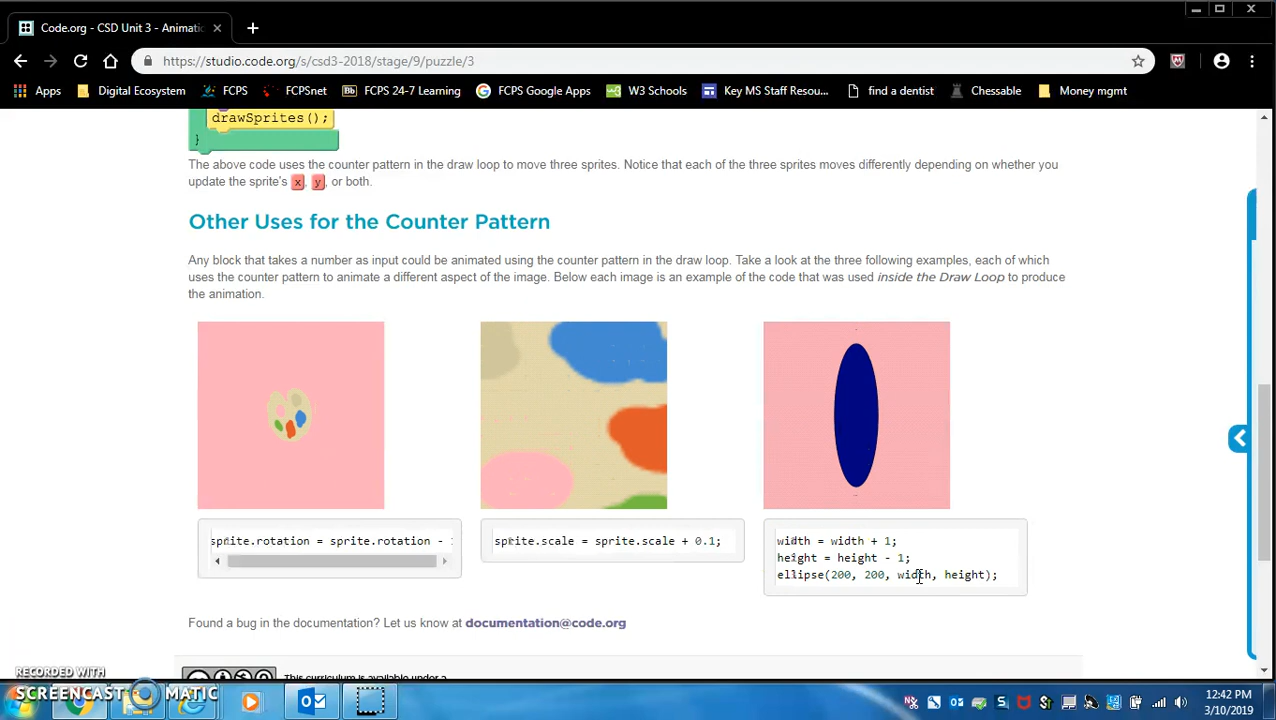 Code.org - CSD Unit 3 - Animatic
https://studio.code.org/s/csd3-2018/stage/9/puzzle/3
Apps Digital Ecosystem FCPS FCPSnet Bb FCPS 24-7 Learning FCPS Google Apps W3 Schools Key MS Staff Resou... find a dentist Chessable Money mgmt
drawSprites();
}
The above code uses the counter pattern in the draw loop to move three sprites. Notice that each of the three sprites moves differently depending on whether you
update the sprite's x, y, or both.
Other Uses for the Counter Pattern
Any block that takes a number as input could be animated using the counter pattern in the draw loop. Take a look at the three following examples, each of which
uses the counter pattern to animate a different aspect of the image. Below each image is an example of the code that was used inside the Draw Loop to produce
the animation.
sprite.rotation = sprite.rotation -
sprite.scale = sprite.scale + 0.1;
width = width + 1;
height = height - 1;
ellipse(200, 200, width, height);
Found a bug in the documentation? Let us know at documentation@code.org
This curriculum is available under a
RECORDED WITH
SCREENCAST MATIC
12:42 PM
3/10/2019